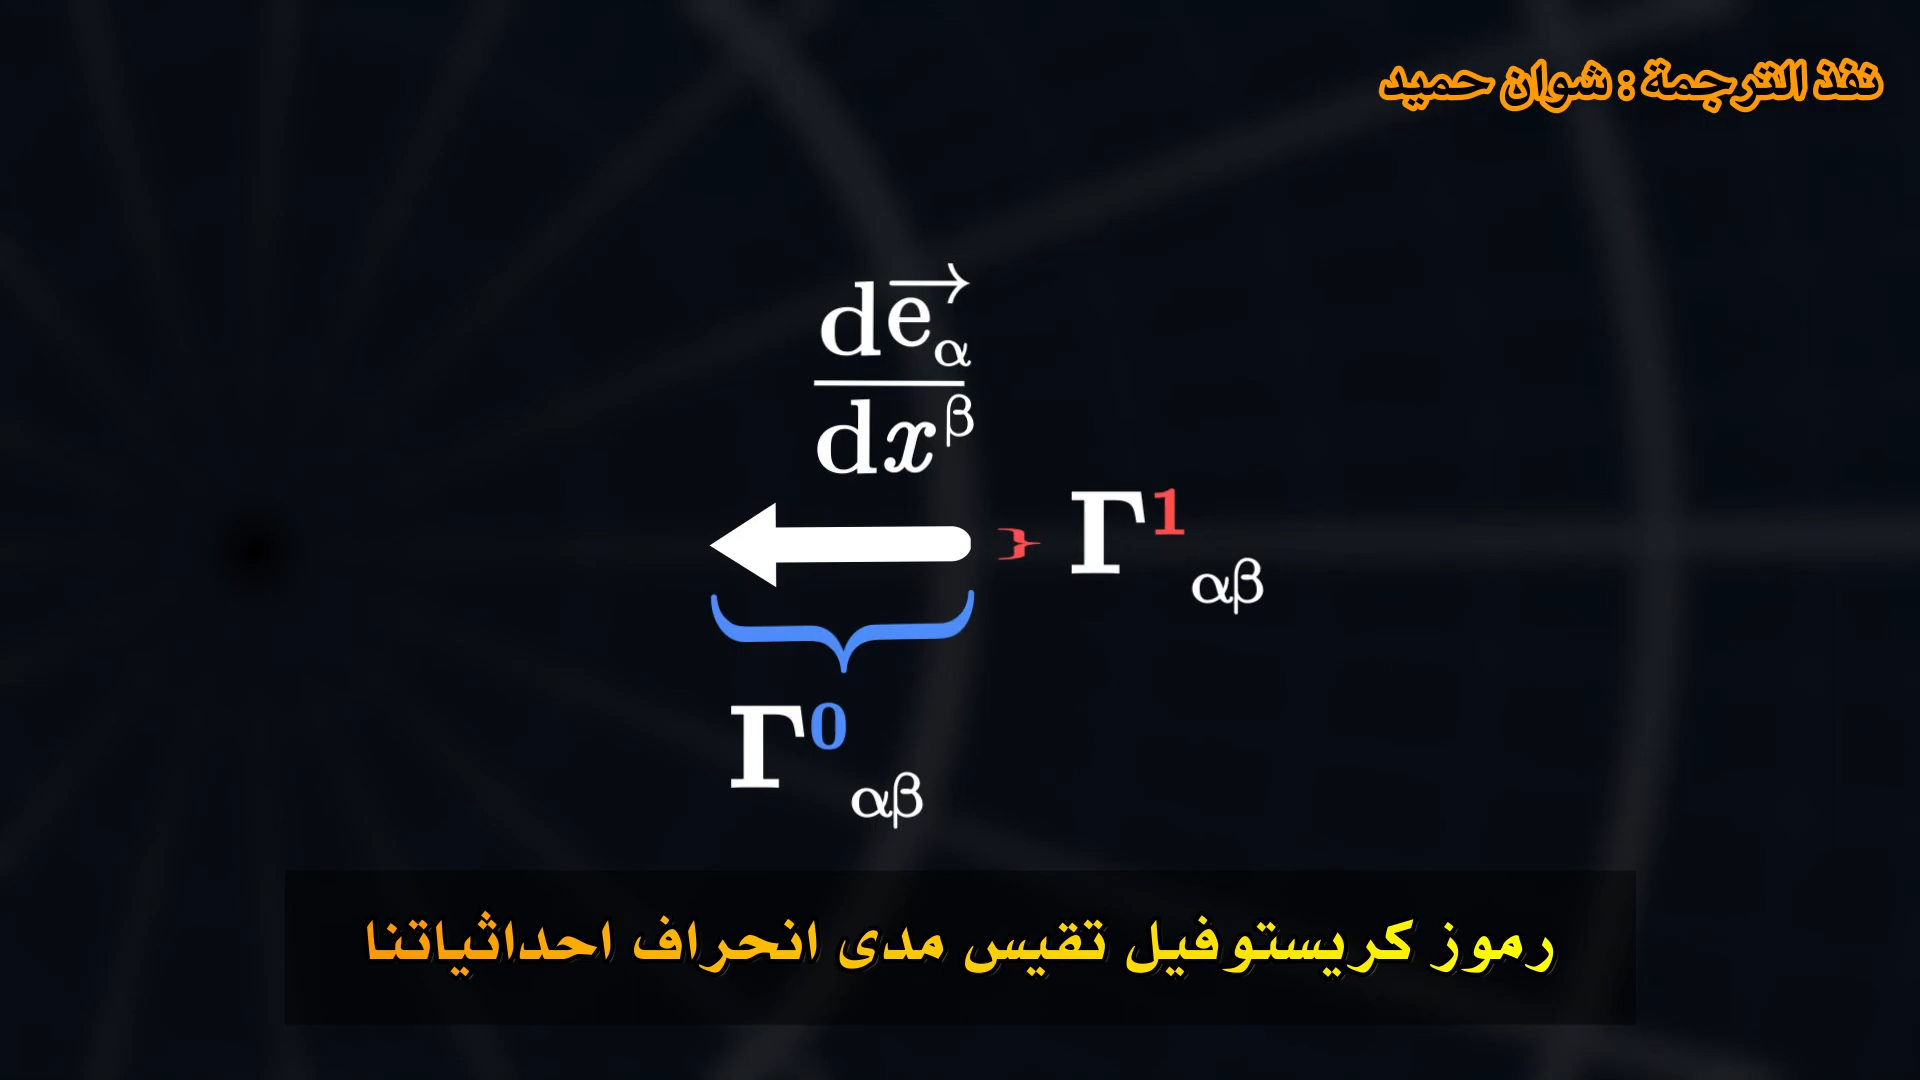 نفذ الترجمة : شوان حميد
de⃗α
dxβ
Γ1αβ
Γ0αβ
رموز كريستوفيل تقيس مدى انحراف احداثياتنا